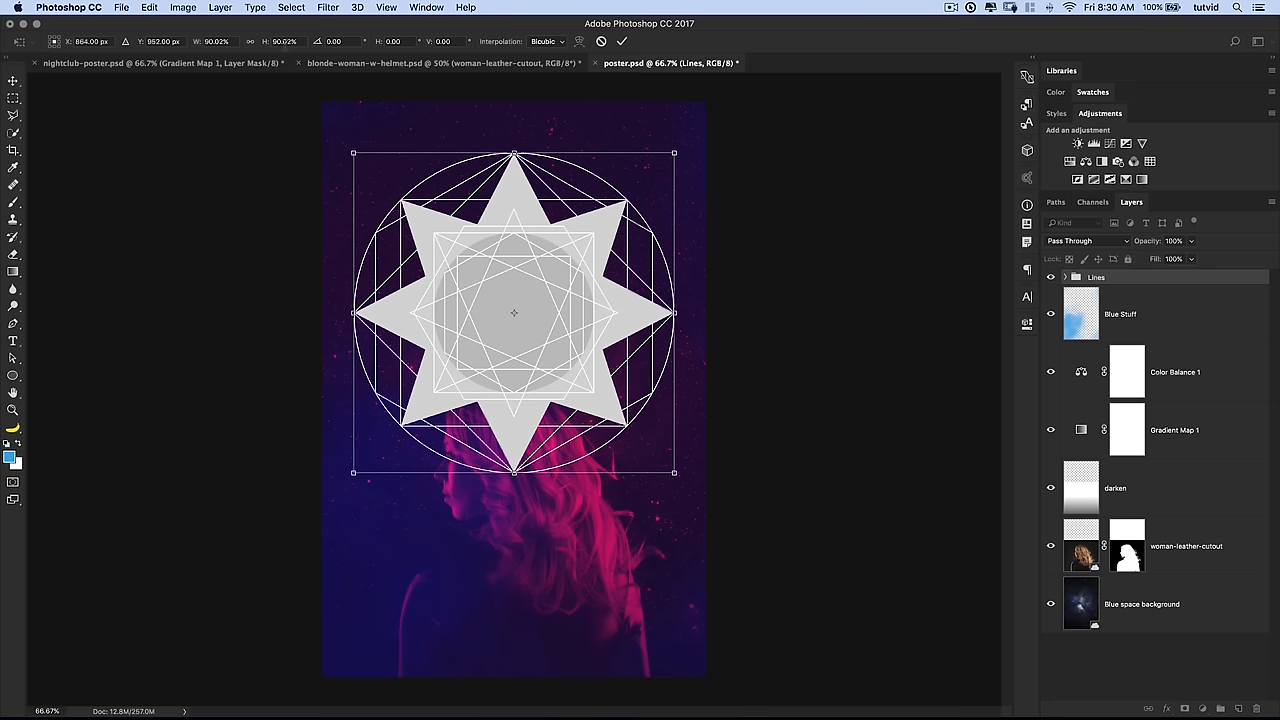 Photoshop CC File Edit Image Layer Type Select Filter 3D View Window Help 100% Fri 8:30 AM tutvid
Adobe Photoshop CC 2017
X: 864.00 px Y: 952.00 px W: 90.02% H: 90.02% 0.00 ° H: 0.00 ° V: 0.00 ° Interpolation: Bicubic
× nightclub-poster.psd @ 66.7% (Gradient Map 1, Layer Mask/8) * × blonde-woman-w-helmet.psd @ 50% (woman-leather-cutout, RGB/8*) * × poster.psd @ 66.7% (Lines, RGB/8) *
Libraries
Color Swatches
Styles Adjustments
Add an adjustment
Paths Channels Layers
Kind
Pass Through Opacity: 100%
Lock: Fill: 100%
Lines
Blue Stuff
Color Balance 1
Gradient Map 1
darken
woman-leather-cutout
Blue space background
66.67% Doc: 12.8M/257.0M